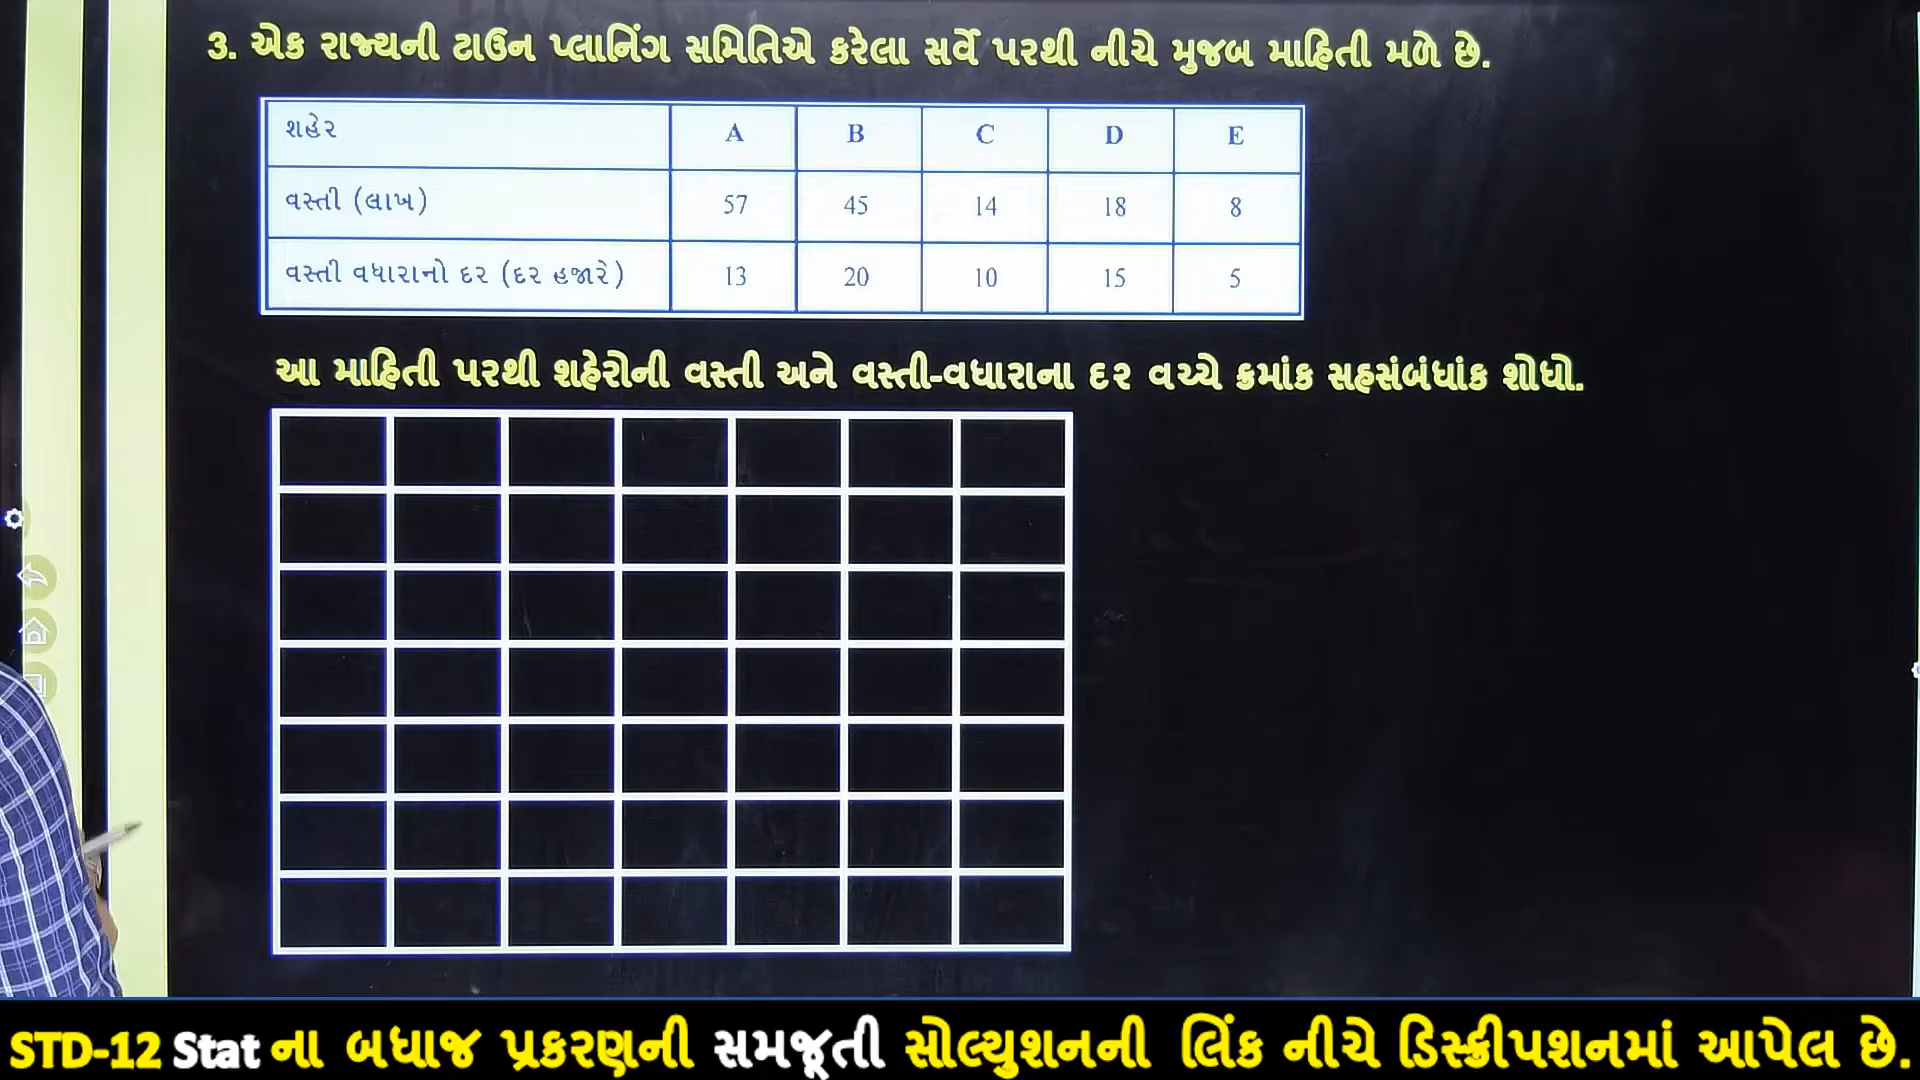 3. એક રાજ્યની ટાઉન પ્લાનિંગ સમિતિએ કરેલા સર્વે પરથી નીચે મુજબ માહિતી મળે છે.
શહેર A B C D E
વસ્તી (લાખ) 57 45 14 18 8
વસ્તી વધારાનો દર (દર હજારે) 13 20 10 15 5
આ માહિતી પરથી શહેરોની વસ્તી અને વસ્તી-વધારાના દર વચ્ચે ક્રમાંક સહસંબંધાંક શોધો.
STD-12 Stat ના બધાજ પ્રકરણની સમજૂતી સોલ્યુશનની લિંક નીચે ડિસ્ક્રીપશનમાં આપેલ છે.